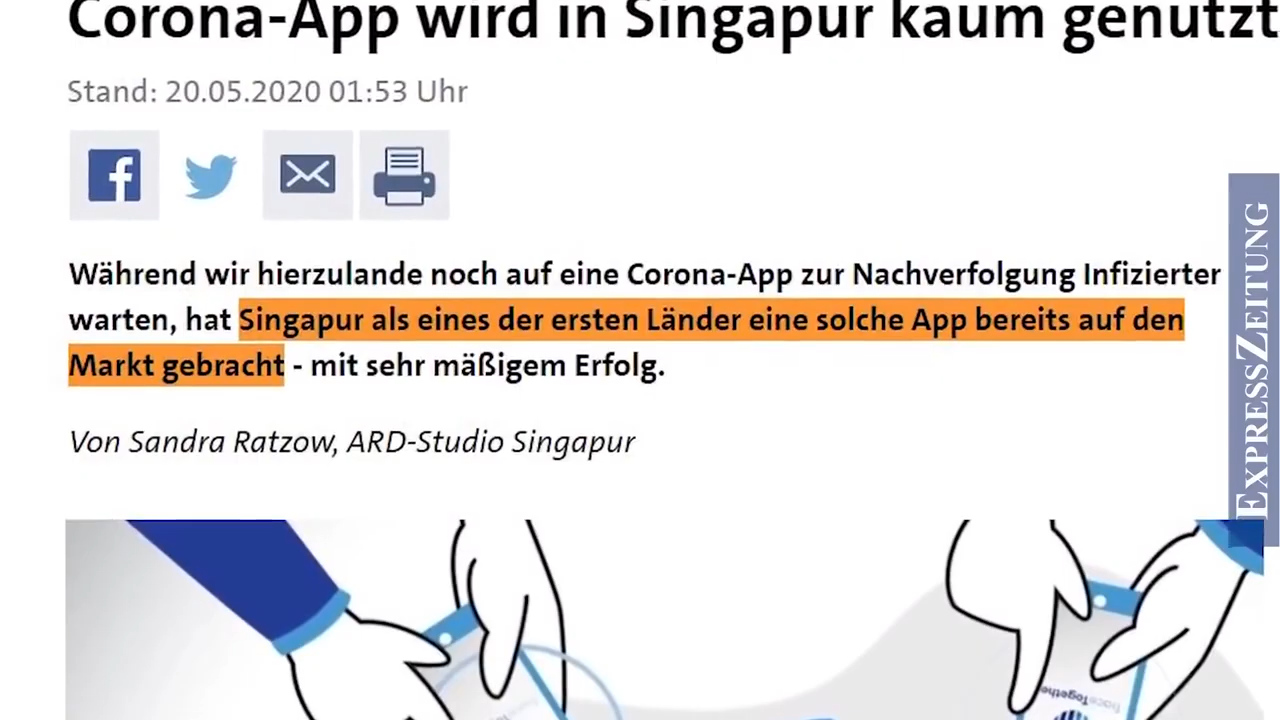 Corona-App wird in Singapur kaum genutzt
Stand: 20.05.2020 01:53 Uhr
Während wir hierzulande noch auf eine Corona-App zur Nachverfolgung Infizierter
warten, hat Singapur als eines der ersten Länder eine solche App bereits auf den
Markt gebracht - mit sehr mäßigem Erfolg.
Von Sandra Ratzow, ARD-Studio Singapur
EXPRESSZEITUNG